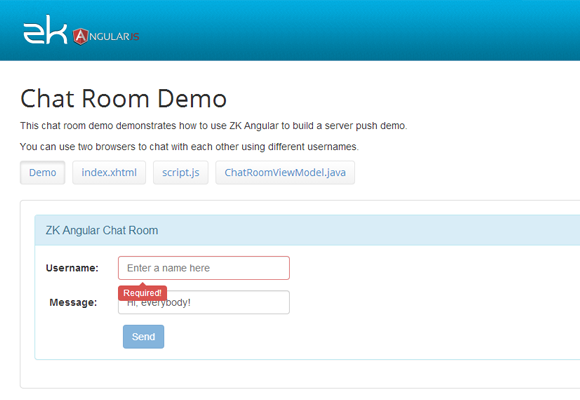 zk ANGULAR JS
Chat Room Demo
This chat room demo demonstrates how to use ZK Angular to build a server push demo.
You can use two browsers to chat with each other using different usernames.
Demo index.xhtml script.js ChatRoomViewModel.java
ZK Angular Chat Room
Username: Enter a name here
Required!
Message: Hi, everybody!
Send